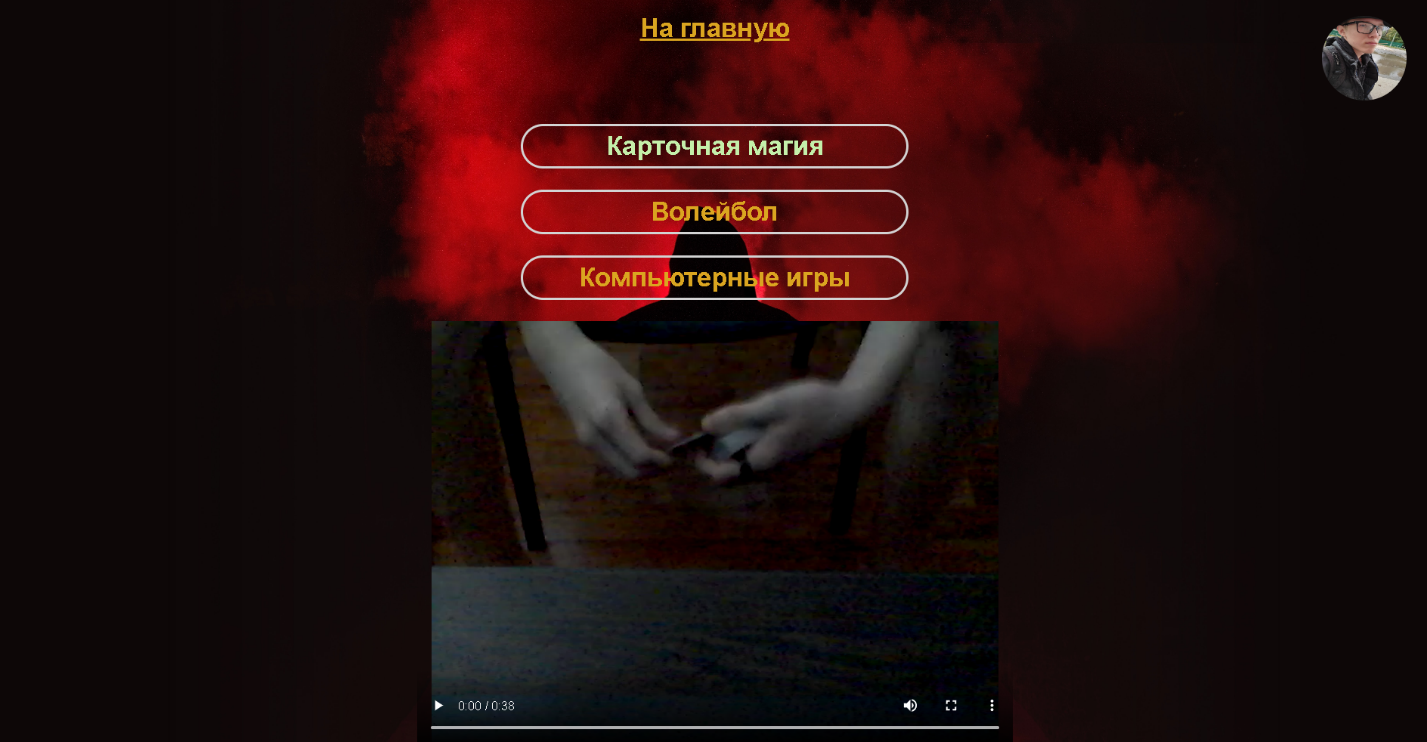 На главную
Карточная магия
Волейбол
Компьютерные игры
0:00 / 0:38